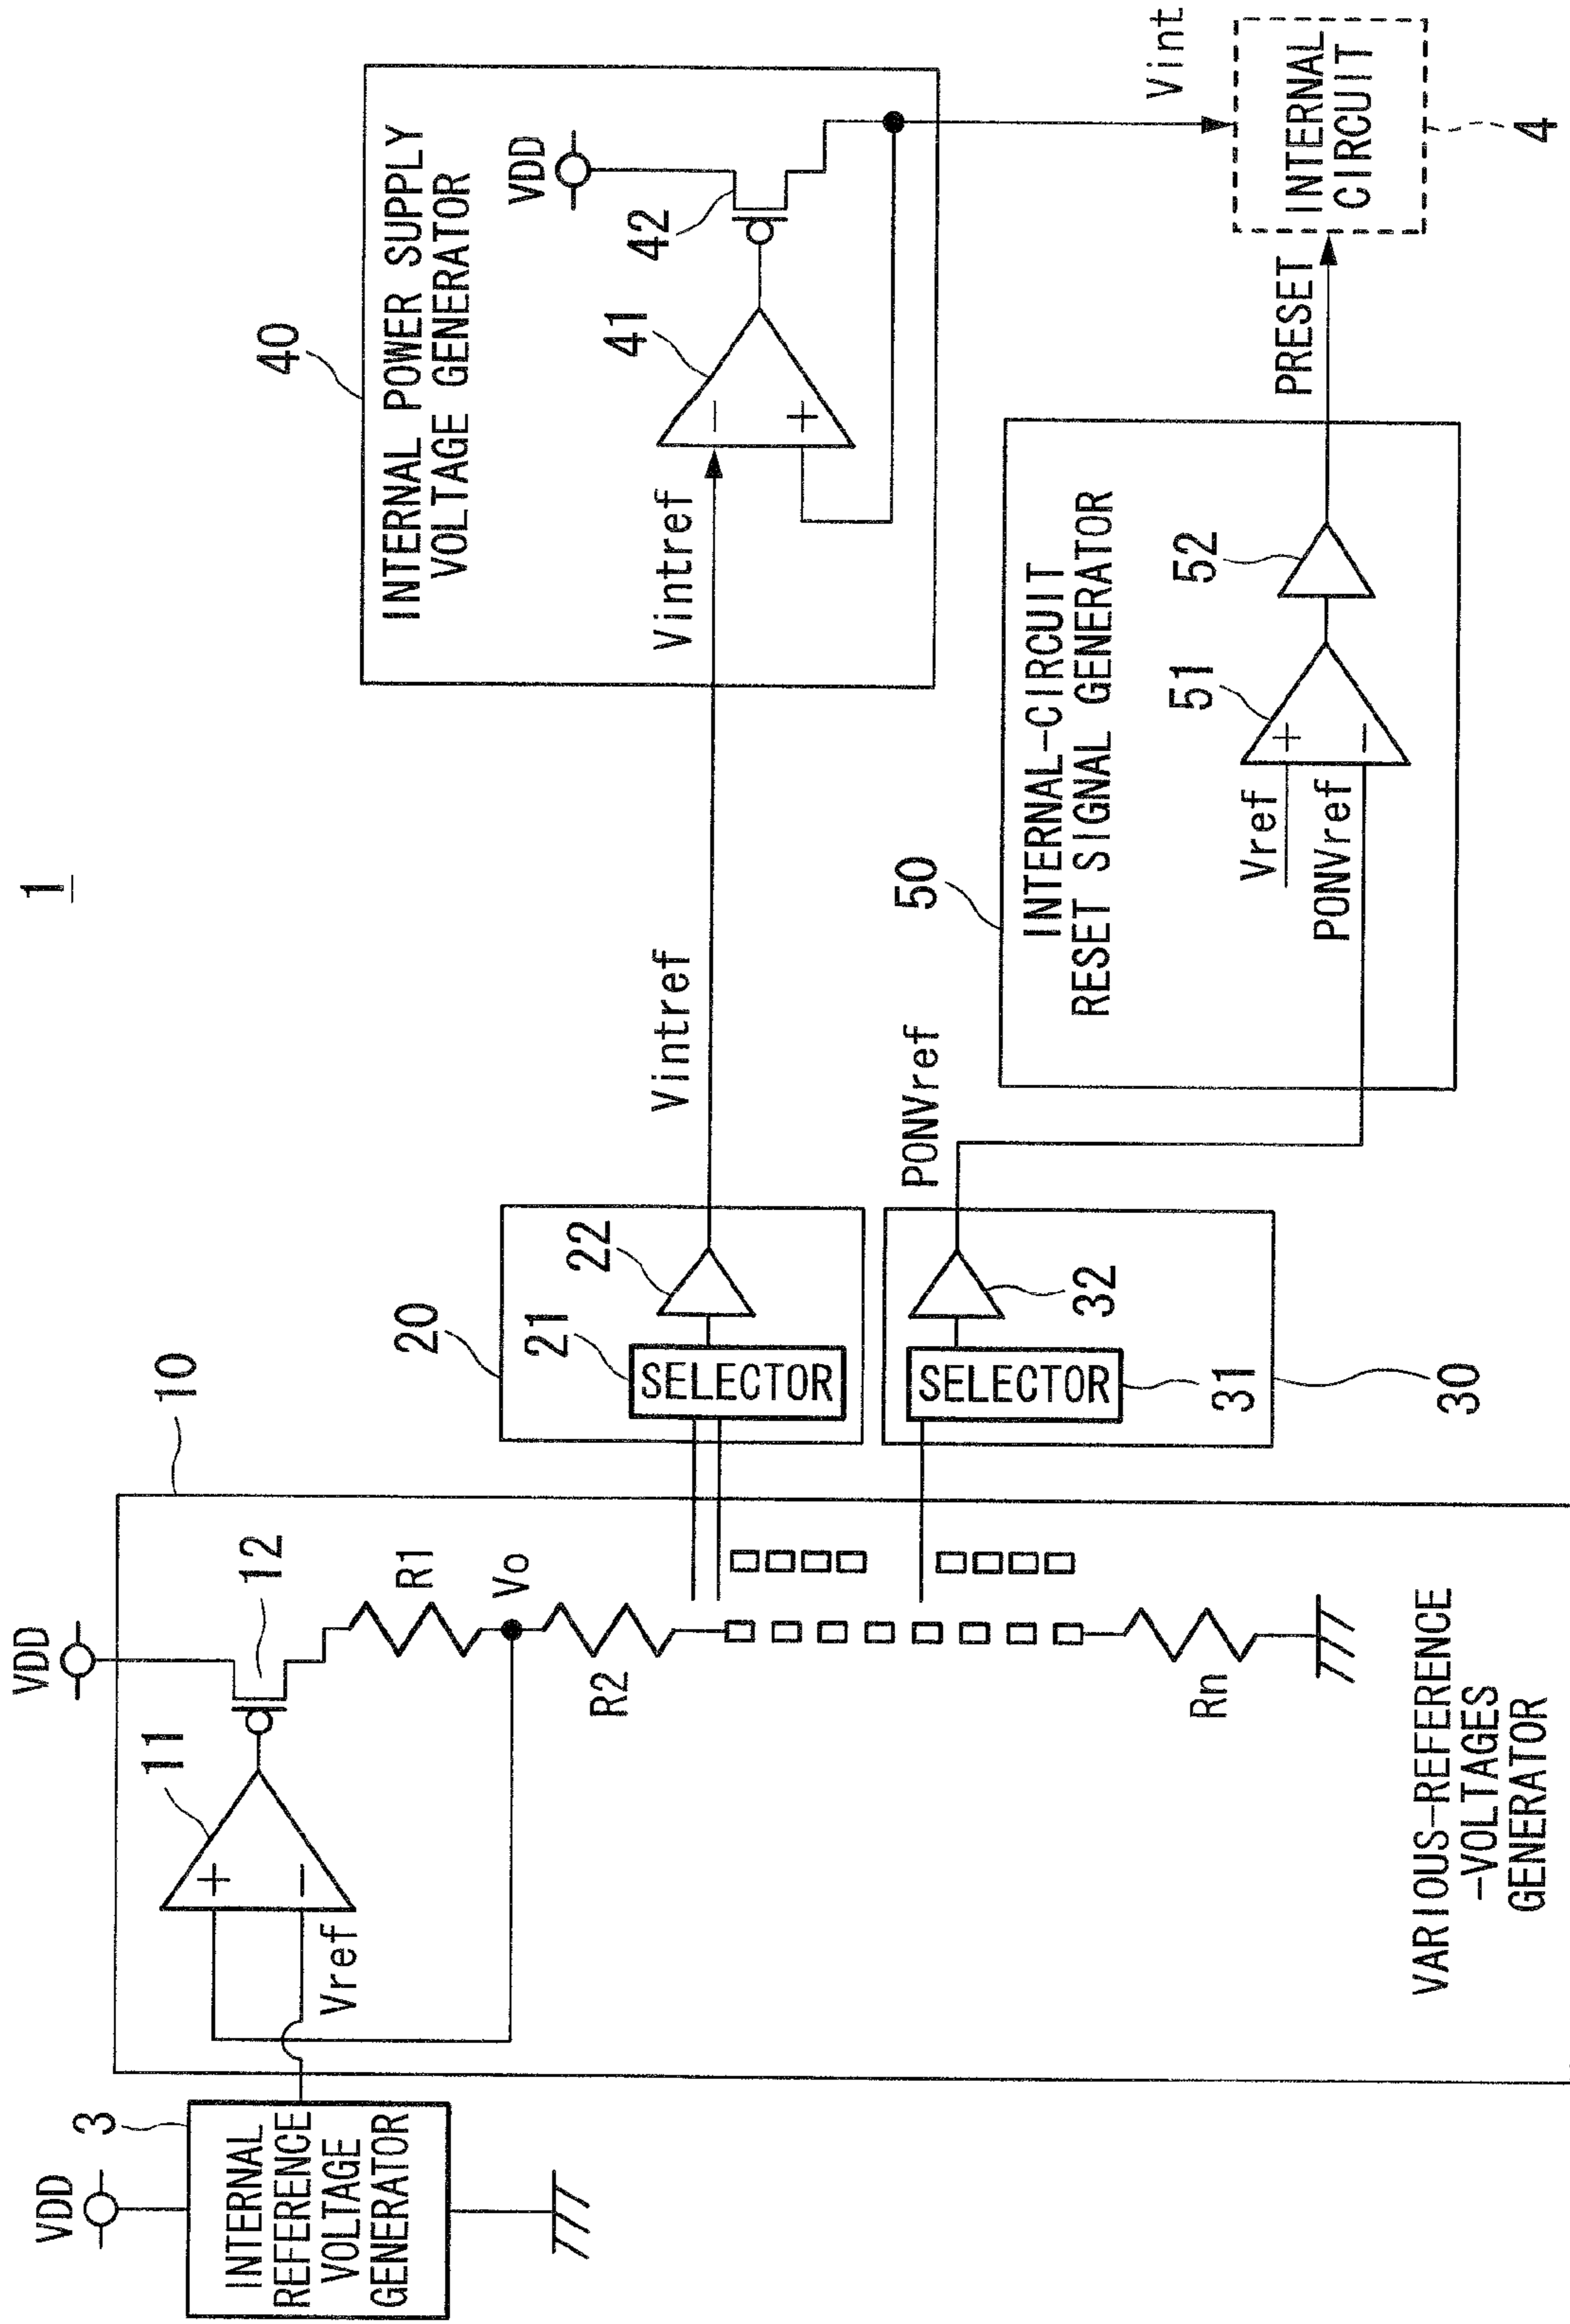 1
VDD
3
INTERNAL
REFERENCE
VOLTAGE
GENERATOR
10
VDD
11
12
+
−
Vref
R1
Vo
R2
Rn
VARIOUS-REFERENCE
-VOLTAGES
GENERATOR
20
21
22
SELECTOR
Vintref
30
31
32
SELECTOR
PONVref
40
INTERNAL POWER SUPPLY
VOLTAGE GENERATOR
VDD
41
42
Vintref
−
+
50
INTERNAL-CIRCUIT
RESET SIGNAL GENERATOR
51
52
Vref
+
PONVref
−
PRESET
Vint
INTERNAL
CIRCUIT
4